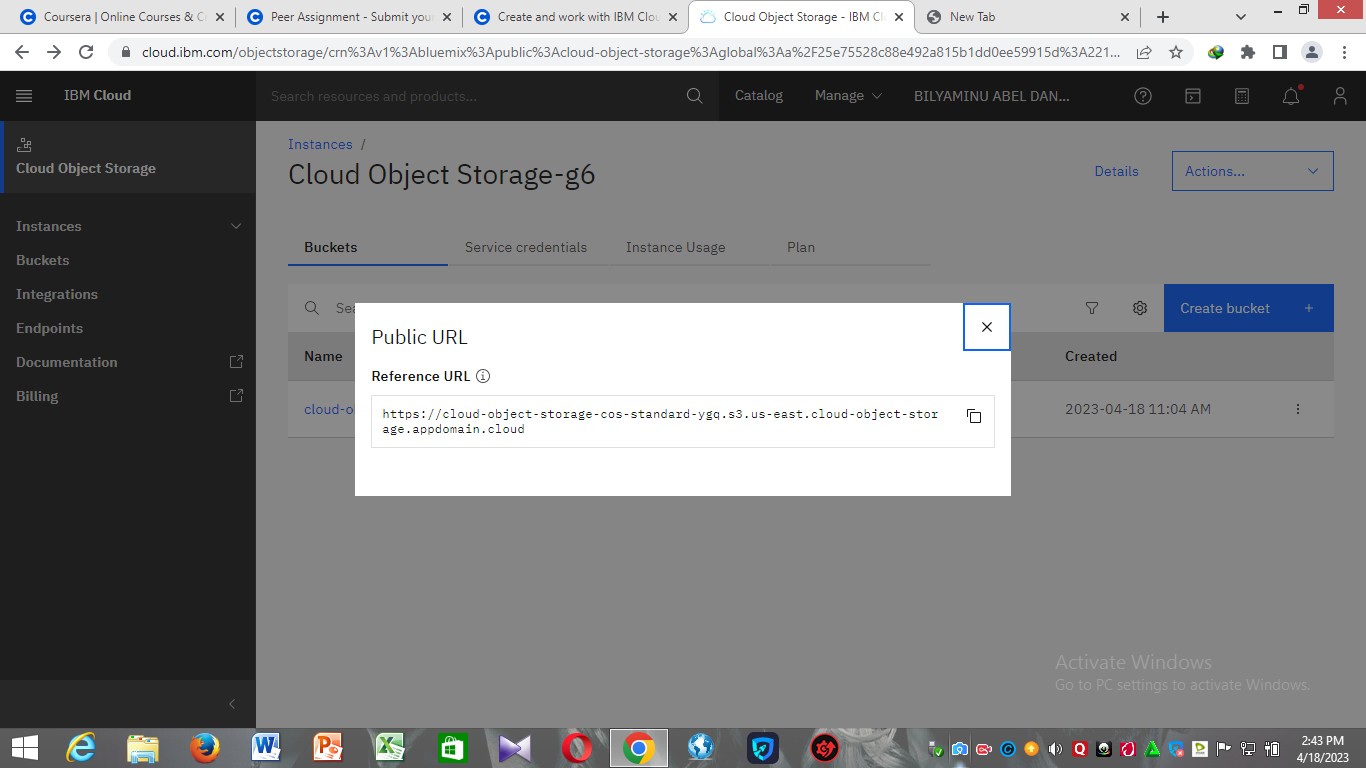 Coursera | Online Courses & C
Peer Assignment - Submit your
Create and work with IBM Clou
Cloud Object Storage - IBM Cl
New Tab
cloud.ibm.com/objectstorage/crn%3Av1%3Abluemix%3Apublic%3Acloud-object-storage%3Aglobal%3Aa%2F25e75528c88e492a815b1dd0ee59915d%3A221...
IBM Cloud
Search resources and products...
Catalog
Manage
BILYAMINU ABEL DAN...
Cloud Object Storage
Instances
Buckets
Integrations
Endpoints
Documentation
Billing
Instances /
Cloud Object Storage-g6
Details
Actions...
Buckets
Service credentials
Instance Usage
Plan
Sea
Create bucket +
Name
Created
cloud-o
2023-04-18 11:04 AM
Public URL
Reference URL
https://cloud-object-storage-cos-standard-ygq.s3.us-east.cloud-object-stor
age.appdomain.cloud
Activate Windows
Go to PC settings to activate Windows.
2:43 PM
4/18/2023